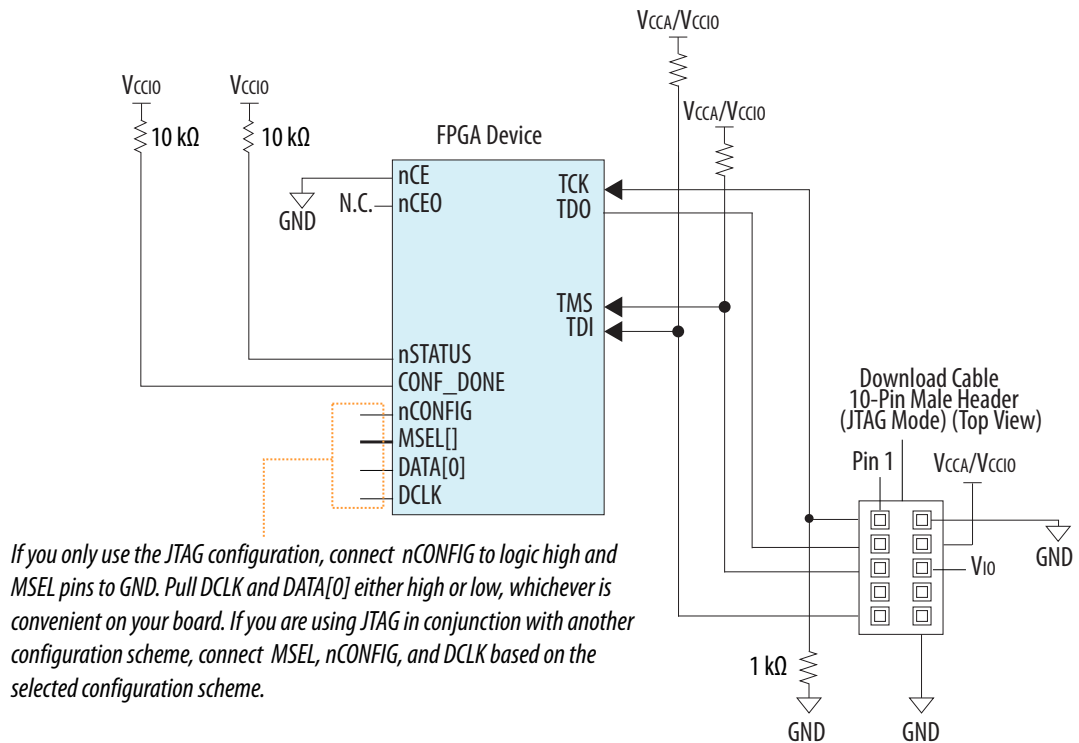 VCCA/VCCIO
VCCIO
VCCIO
VCCA/VCCIO
10 kΩ
10 kΩ
FPGA Device
nCE
TCK
GND
N.C.
nCEO
TDO
TMS
TDI
nSTATUS
CONF_DONE
nCONFIG
MSEL[]
DATA[0]
DCLK
Download Cable
10-Pin Male Header
(JTAG Mode) (Top View)
Pin 1
VCCA/VCCIO
GND
VIO
If you only use the JTAG configuration, connect nCONFIG to logic high and
MSEL pins to GND. Pull DCLK and DATA[0] either high or low, whichever is
convenient on your board. If you are using JTAG in conjunction with another
configuration scheme, connect MSEL, nCONFIG, and DCLK based on the
selected configuration scheme.
1 kΩ
GND
GND